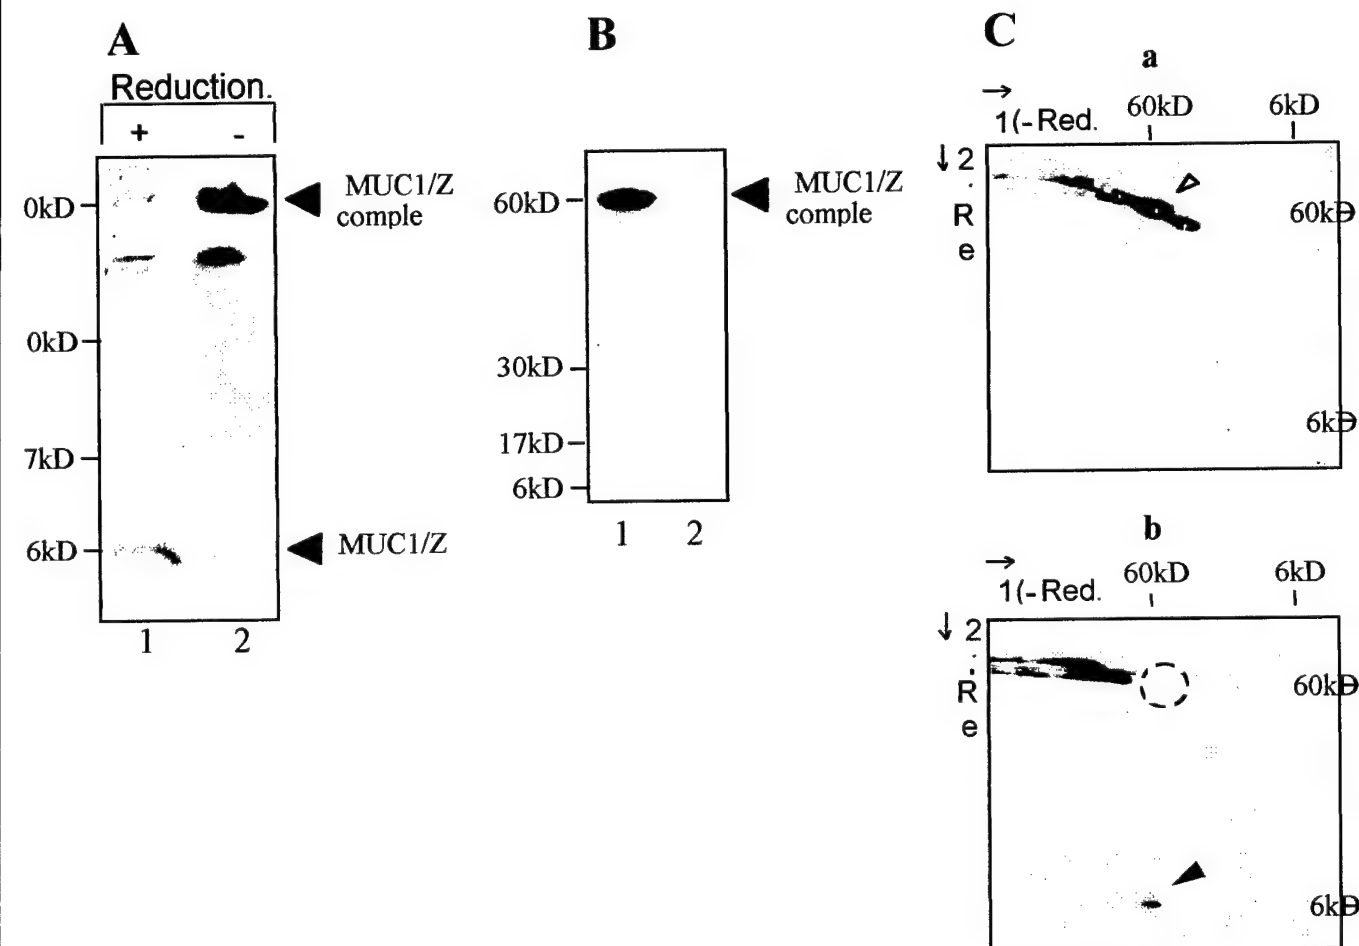 A
Reduction.
+ -
0kD
MUC1/Z
comple
0kD
7kD
6kD
MUC1/Z
1 2
B
60kD
MUC1/Z
comple
30kD
17kD
6kD
1 2
C
a
→
1(-Red.
60kD
6kD
↓ 2
.
R
e
60kD
6kD
b
→
1(-Red.
60kD
6kD
↓ 2
.
R
e
60kD
6kD